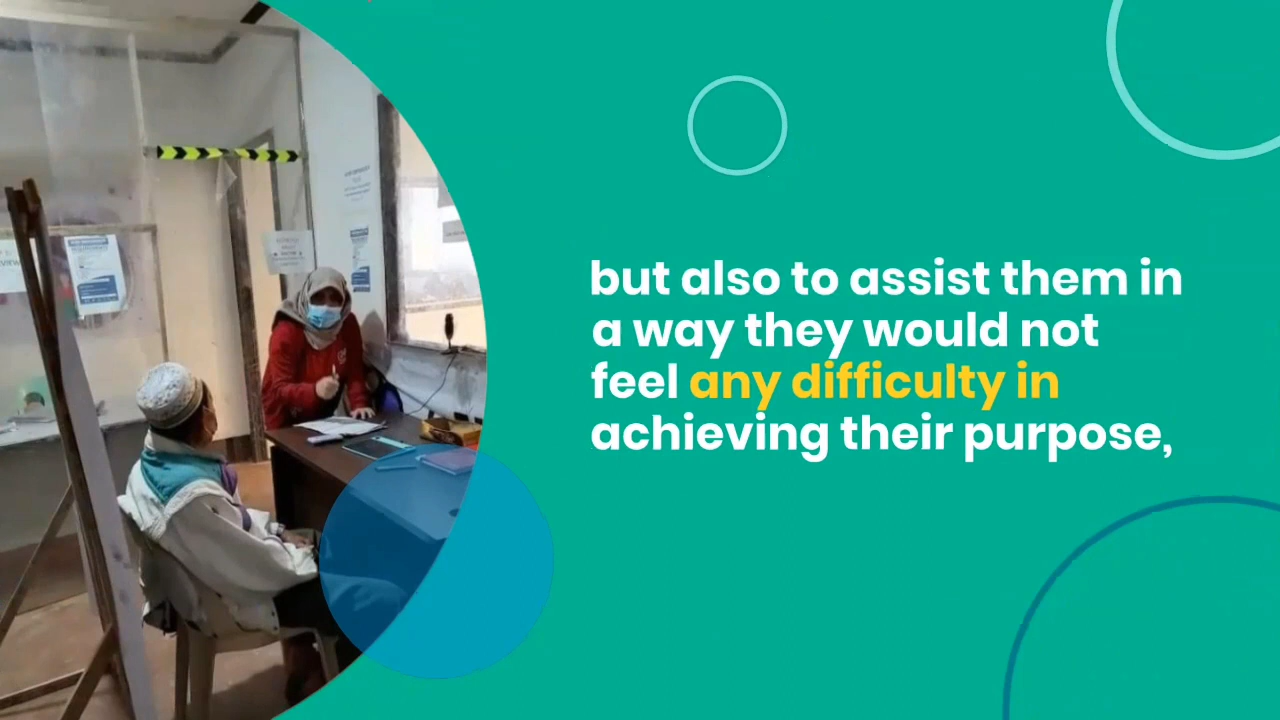 but also to assist them in
a way they would not
feel any difficulty in
achieving their purpose,